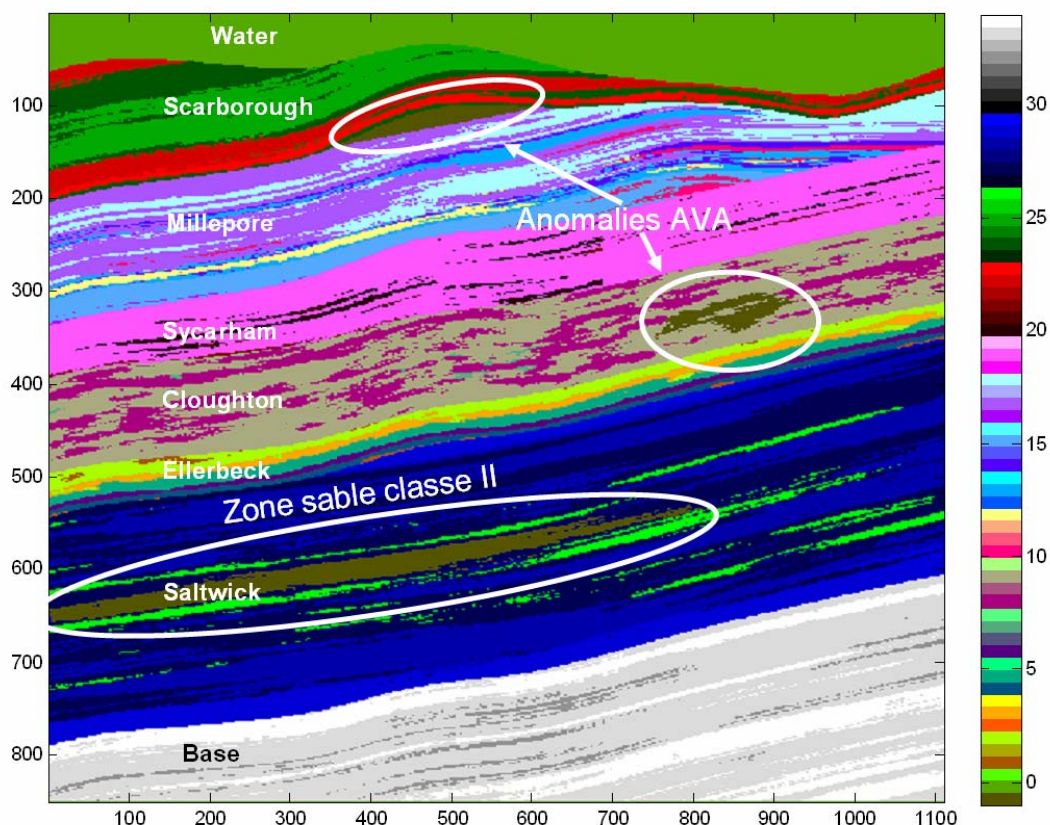 Water
Scarborough
Millepore
Anomalies AVA
Sycarham
Cloughton
Ellerbeck
Zone sable classe II
Saltwick
Base
100
200
300
400
500
600
700
800
100 200 300 400 500 600 700 800 900 1000 1100
30
25
20
15
10
5
0